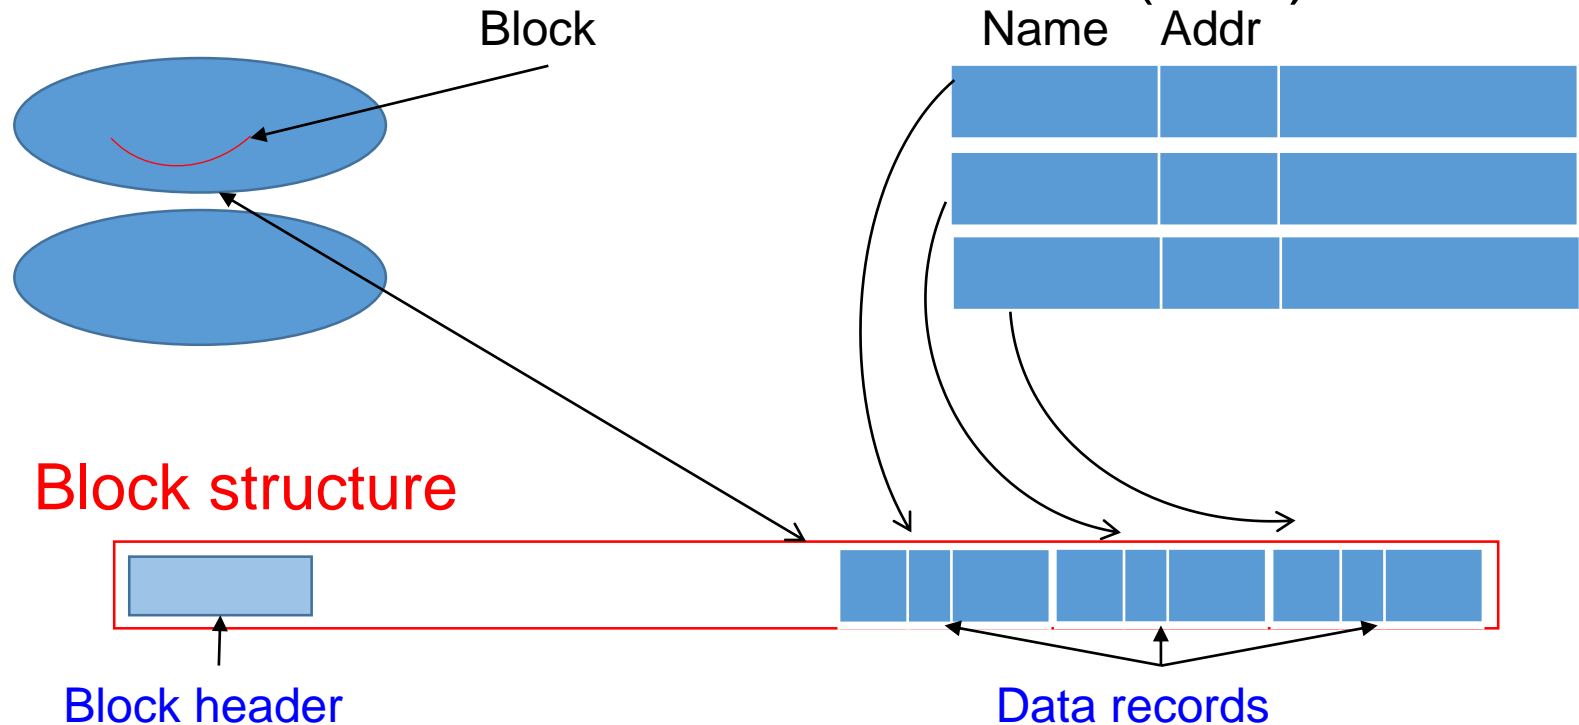 Block
Name Addr
Block structure
Block header
Data records